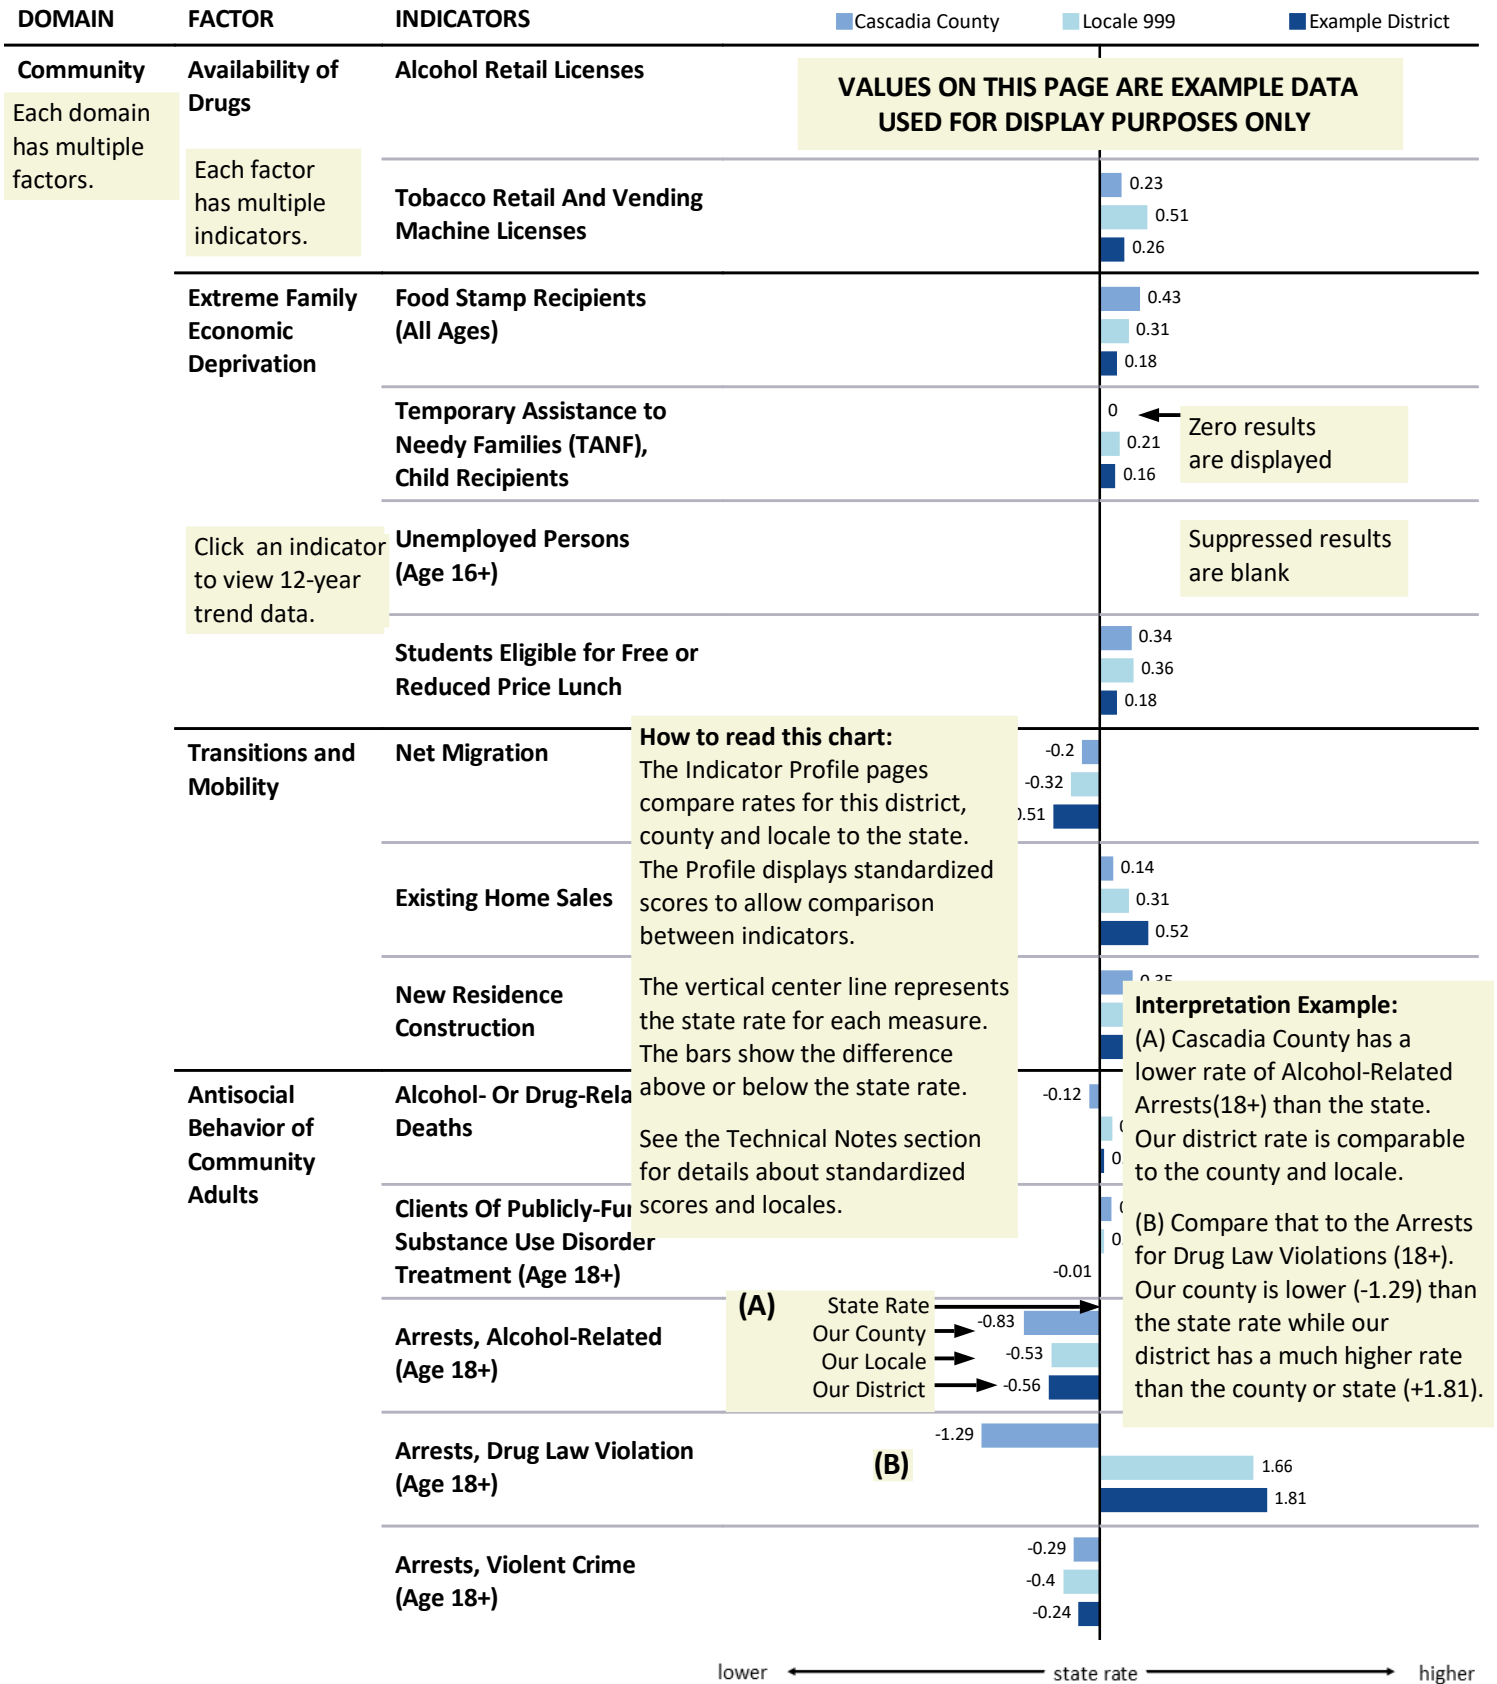 DOMAIN FACTOR INDICATORS Cascadia County Locale 999 Example District
Community
Each domain
has multiple
factors.
Availability of
Drugs
Each factor
has multiple
indicators.
Alcohol Retail Licenses
VALUES ON THIS PAGE ARE EXAMPLE DATA
USED FOR DISPLAY PURPOSES ONLY
Tobacco Retail And Vending
Machine Licenses
0.23
0.51
0.26
Extreme Family
Economic
Deprivation
Food Stamp Recipients
(All Ages)
0.43
0.31
0.18
Temporary Assistance to
Needy Families (TANF),
Child Recipients
0
0.21
0.16
Zero results
are displayed
Click an indicator
to view 12-year
trend data.
Unemployed Persons
(Age 16+)
Suppressed results
are blank
Students Eligible for Free or
Reduced Price Lunch
0.34
0.36
0.18
Transitions and
Mobility
Net Migration
-0.2
-0.32
.51
How to read this chart:
The Indicator Profile pages
compare rates for this district,
county and locale to the state.
The Profile displays standardized
scores to allow comparison
between indicators.
The vertical center line represents
the state rate for each measure.
The bars show the difference
above or below the state rate.
See the Technical Notes section
for details about standardized
scores and locales.
Existing Home Sales
0.14
0.31
0.52
New Residence
Construction
Interpretation Example:
(A) Cascadia County has a
lower rate of Alcohol-Related
Arrests(18+) than the state.
Our district rate is comparable
to the county and locale.
(B) Compare that to the Arrests
for Drug Law Violations (18+).
Our county is lower (-1.29) than
the state rate while our
district has a much higher rate
than the county or state (+1.81).
Antisocial
Behavior of
Community
Adults
Alcohol- Or Drug-Rela
Deaths
-0.12
0.
Clients Of Publicly-Fu
Substance Use Disorder
Treatment (Age 18+)
0.
-0.01
Arrests, Alcohol-Related
(Age 18+)
(A) State Rate
Our County -0.83
Our Locale -0.53
Our District -0.56
Arrests, Drug Law Violation
(Age 18+)
(B)
-1.29
1.66
1.81
Arrests, Violent Crime
(Age 18+)
-0.29
-0.4
-0.24
lower state rate higher